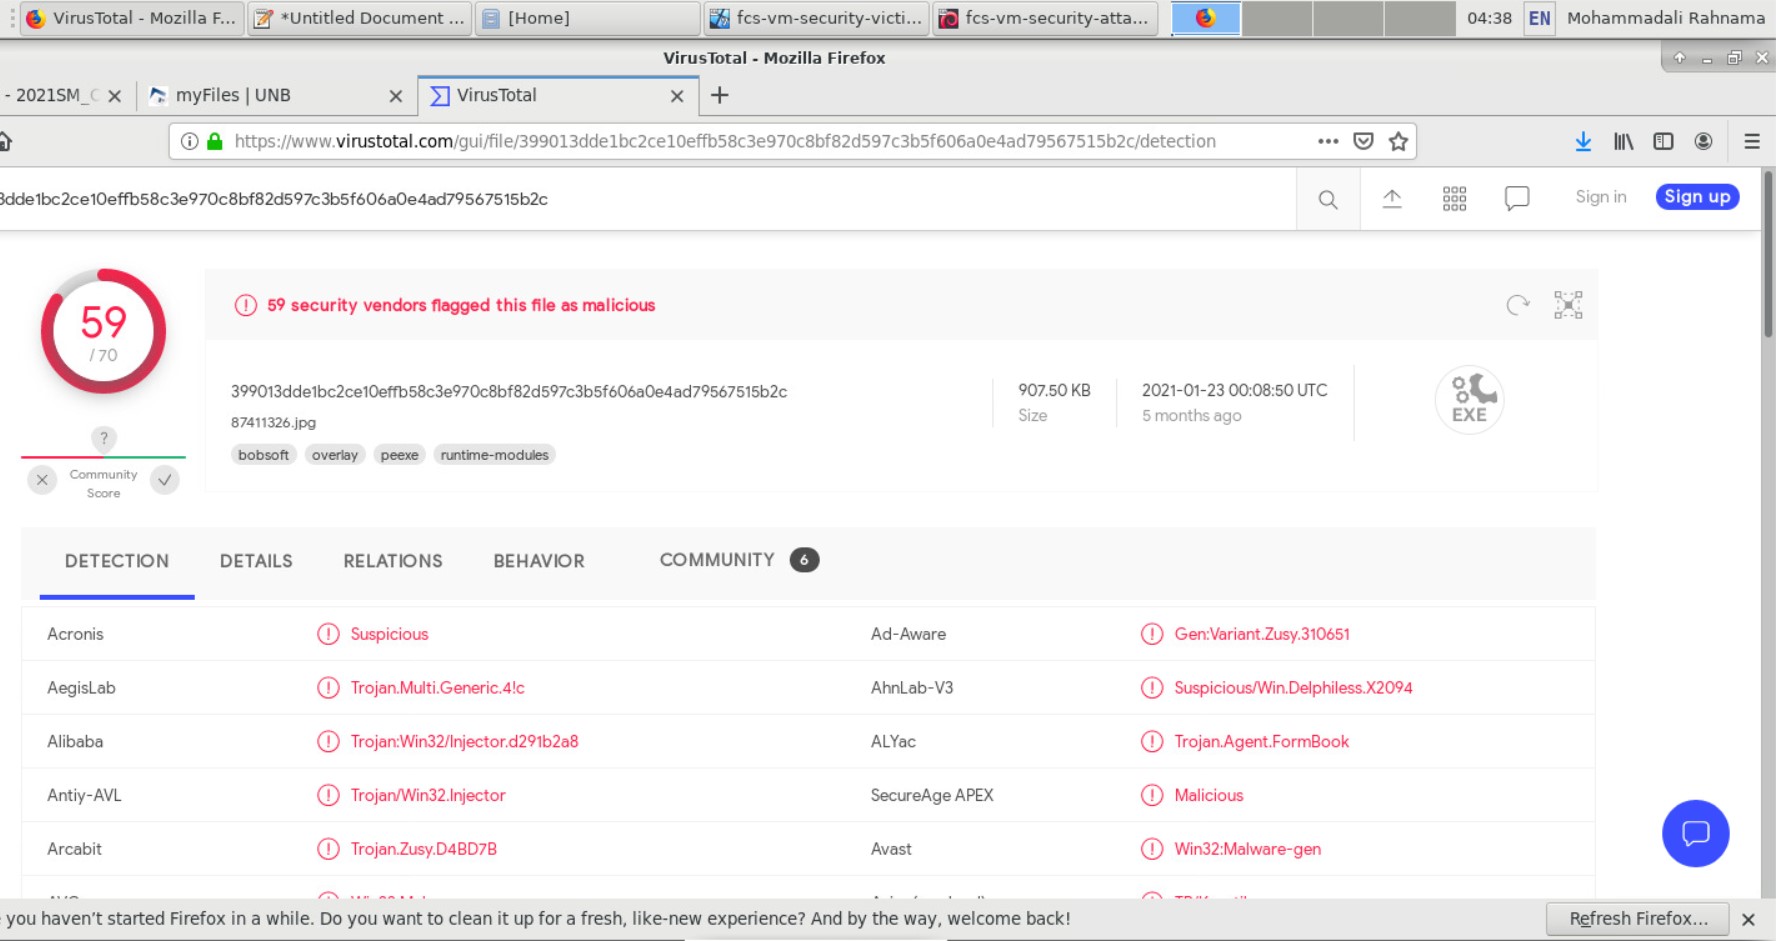 VirusTotal - Mozilla F... *Untitled Document ... [Home] fcs-vm-security-victi... fcs-vm-security-atta... 04:38 EN Mohammadali Rahnama
VirusTotal - Mozilla Firefox
- 2021SM_C myFiles | UNB VirusTotal
https://www.virustotal.com/gui/file/399013dde1bc2ce10effb58c3e970c8bf82d597c3b5f606a0e4ad79567515b2c/detection
3dde1bc2ce10effb58c3e970c8bf82d597c3b5f606a0e4ad79567515b2c Sign in Sign up
59
/ 70
59 security vendors flagged this file as malicious
399013dde1bc2ce10effb58c3e970c8bf82d597c3b5f606a0e4ad79567515b2c
87411326.jpg
bobsoft overlay peexe runtime-modules
907.50 KB
Size
2021-01-23 00:08:50 UTC
5 months ago
EXE
?
Community
Score
DETECTION DETAILS RELATIONS BEHAVIOR COMMUNITY 6
Acronis Suspicious Ad-Aware Gen:Variant.Zusy.310651
AegisLab Trojan.Multi.Generic.4!c AhnLab-V3 Suspicious/Win.Delphiless.X2094
Alibaba Trojan:Win32/Injector.d291b2a8 ALYac Trojan.Agent.FormBook
Antiy-AVL Trojan/Win32.Injector SecureAge APEX Malicious
Arcabit Trojan.Zusy.D4BD7B Avast Win32:Malware-gen
you haven't started Firefox in a while. Do you want to clean it up for a fresh, like-new experience? And by the way, welcome back! Refresh Firefox...